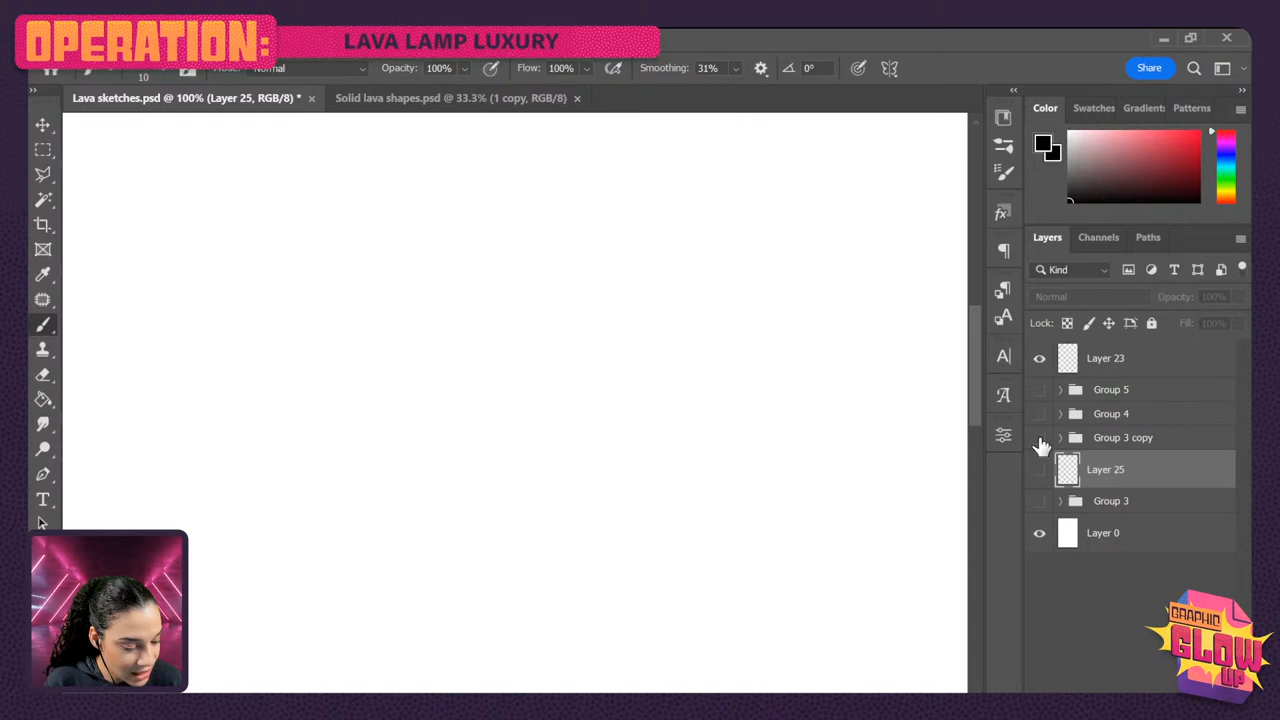 OPERATION:
LAVA LAMP LUXURY
10
Mode: Normal
Opacity: 100%
Flow: 100%
Smoothing: 31%
0°
Share
Lava sketches.psd @ 100% (Layer 25, RGB/8) *
Solid lava shapes.psd @ 33.3% (1 copy, RGB/8)
Color
Swatches
Gradient:
Patterns
Layers
Channels
Paths
Kind
Normal
Opacity: 100%
Lock:
Fill: 100%
Layer 23
Group 5
Group 4
Group 3 copy
Layer 25
Group 3
Layer 0
GRAPHIC
GLOW
UP